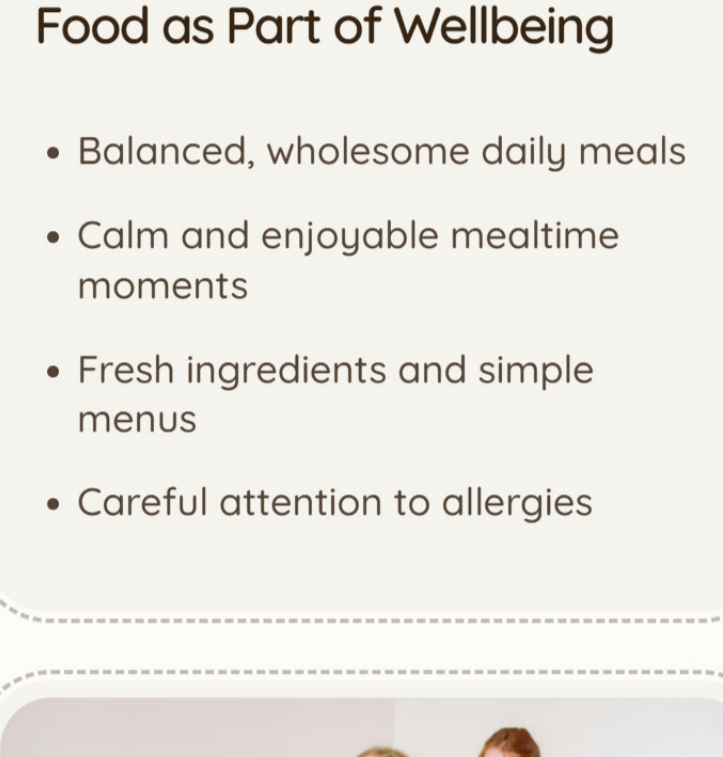 Food as Part of Wellbeing
• Balanced, wholesome daily meals
• Calm and enjoyable mealtime
moments
• Fresh ingredients and simple
menus
• Careful attention to allergies